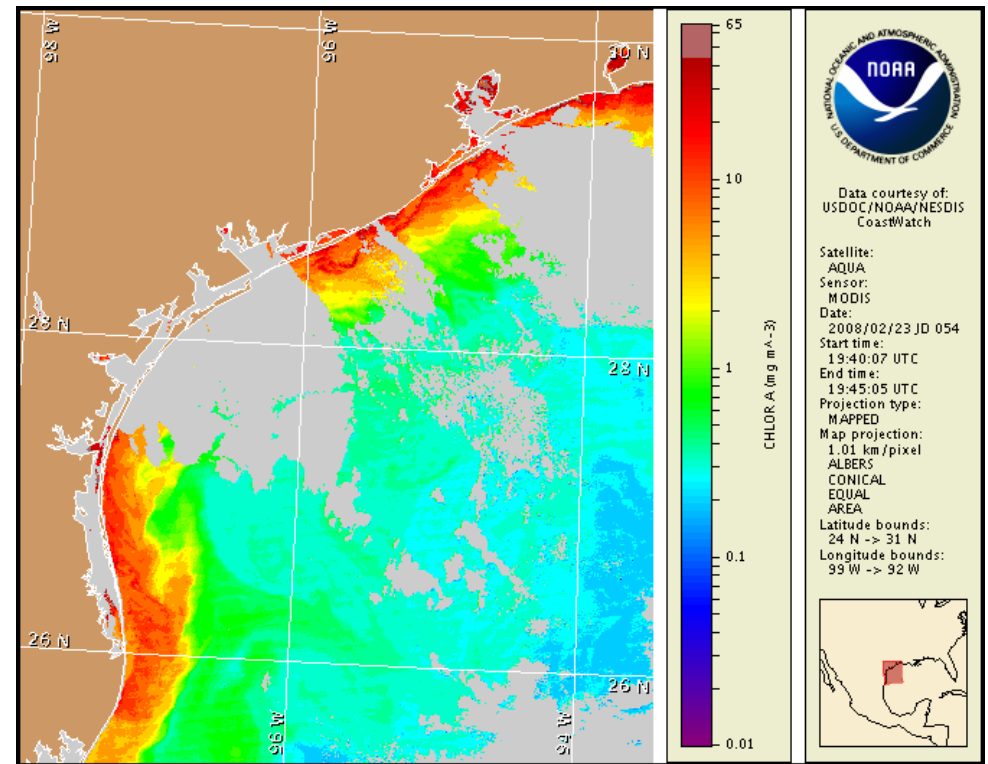 98 W
96 W
30 N
28 N
28 N
26 N
26 N
96 W
94 W
65
10
1
0.1
0.01
CHLOR A (mg m^-3)
NATIONAL OCEANIC AND ATMOSPHERIC ADMINISTRATION
NOAA
U.S. DEPARTMENT OF COMMERCE
Data courtesy of:
USDOC/NOAA/NESDIS
CoastWatch
Satellite:
AQUA
Sensor:
MODIS
Date:
2008/02/23 JD 054
Start time:
19:40:07 UTC
End time:
19:45:05 UTC
Projection type:
MAPPED
Map projection:
1.01 km/pixel
ALBERS
CONICAL
EQUAL
AREA
Latitude bounds:
24 N -> 31 N
Longitude bounds:
99 W -> 92 W